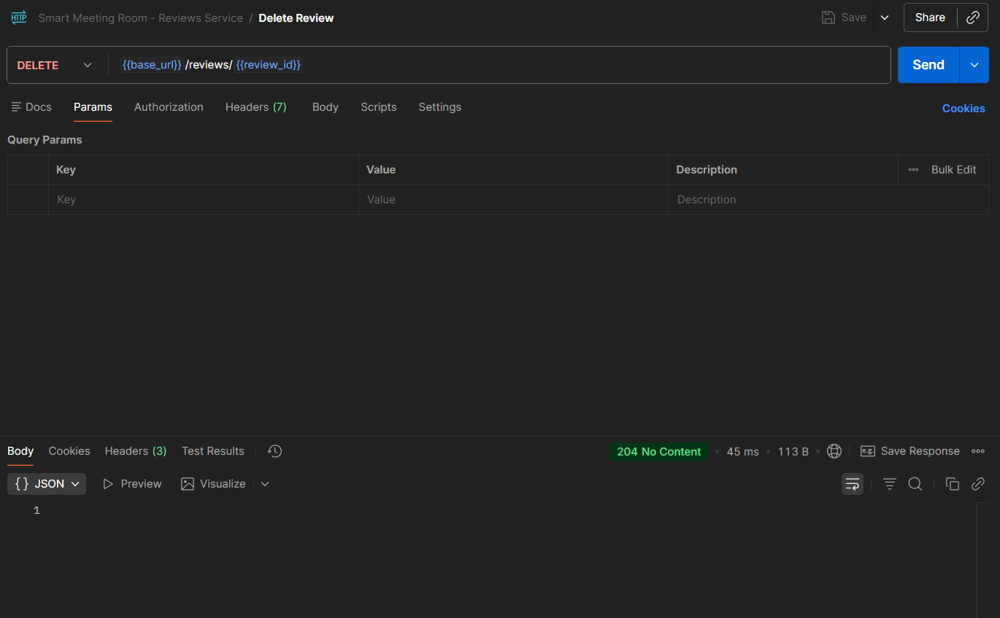 HTTP Smart Meeting Room - Reviews Service / Delete Review Save Share
DELETE {{base_url}} /reviews/ {{review_id}} Send
Docs Params Authorization Headers (7) Body Scripts Settings Cookies
Query Params
Key Value Description Bulk Edit
Key Value Description
Body Cookies Headers (3) Test Results 204 No Content • 45 ms • 113 B • e.g. Save Response
{} JSON Preview Visualize
1